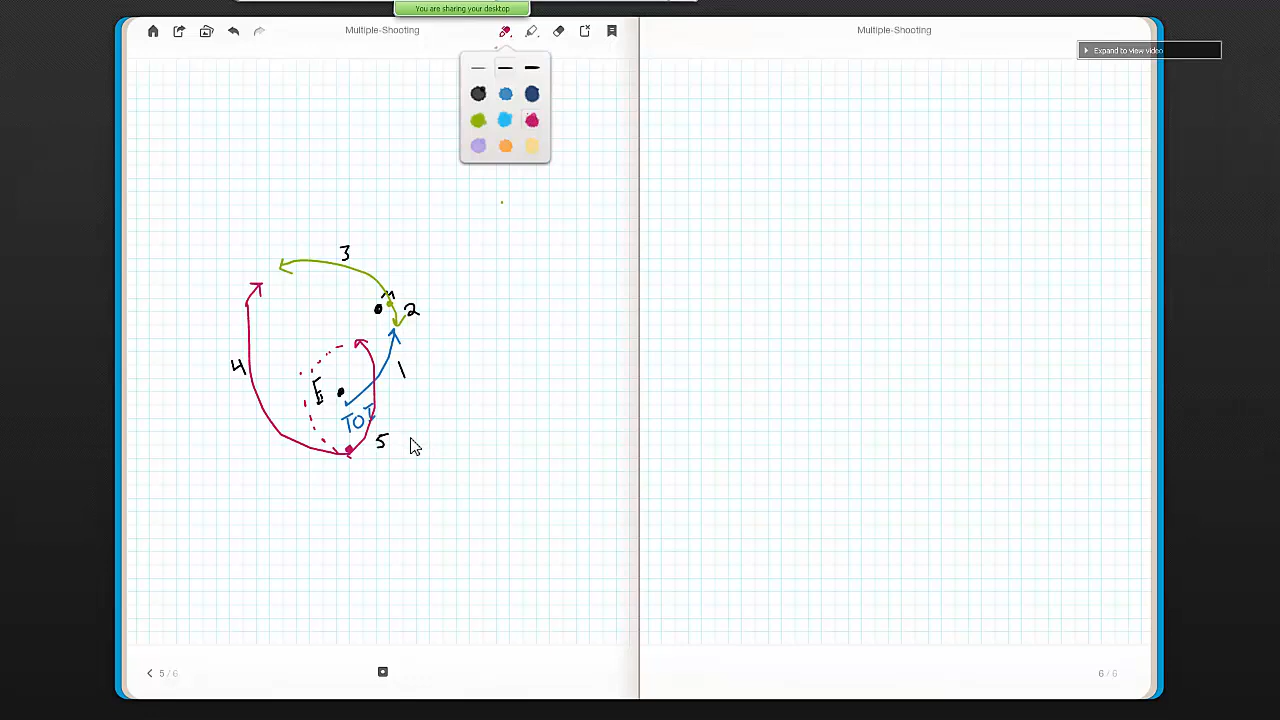 You are sharing your desktop
Multiple-Shooting
Multiple-Shooting
Expand to view video
3
M
2
4
1
E
TOI
5
5 / 6
6 / 6